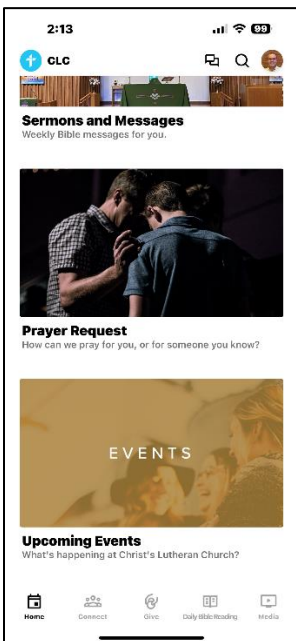 2:13
99
CLC
Sermons and Messages
Weekly Bible messages for you.
Prayer Request
How can we pray for you, or for someone you know?
EVENTS
Upcoming Events
What's happening at Christ's Lutheran Church?
Home
Connect
Give
Daily Bible Reading
Media